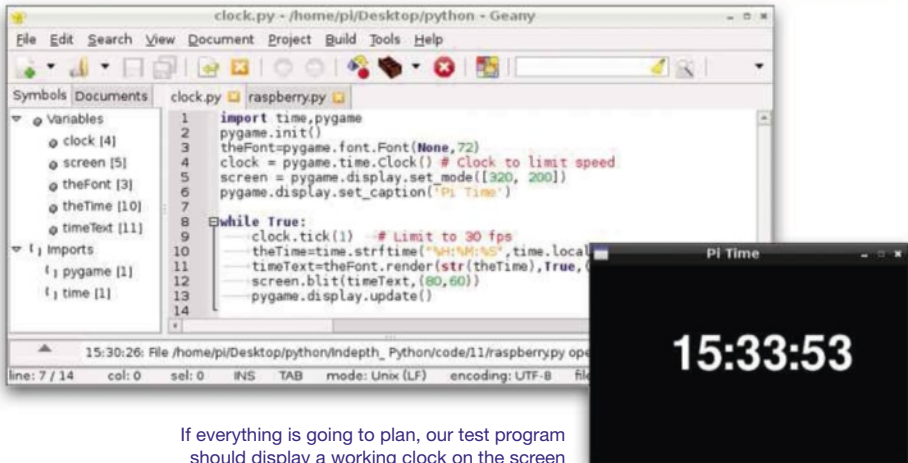 clock.py - /home/pi/Desktop/python - Geany
File Edit Search View Document Project Build Tools Help
Symbols Documents
clock.py raspberry.py
Variables
clock [4]
screen [5]
theFont [3]
theTime [10]
timeText [11]
Imports
pygame [1]
time [1]
1 import time,pygame
2 pygame.init()
3 theFont=pygame.font.Font(None,72)
4 clock = pygame.time.Clock() # Clock to limit speed
5 screen = pygame.display.set_mode([320, 200])
6 pygame.display.set_caption('Pi Time')
7
8 while True:
9 clock.tick(1) # Limit to 30 fps
10 theTime=time.strftime("%H:%M:%S",time.local
11 timeText=theFont.render(str(theTime),True,(
12 screen.blit(timeText,(80,60))
13 pygame.display.update()
14
15:30:26: File /home/pi/Desktop/python/Indepth_ Python/code/11/raspberry.py ope
line: 7 / 14 col: 0 sel: 0 INS TAB mode: Unix (LF) encoding: UTF-8 file
Pi Time
15:33:53
If everything is going to plan, our test program
should display a working clock on the screen